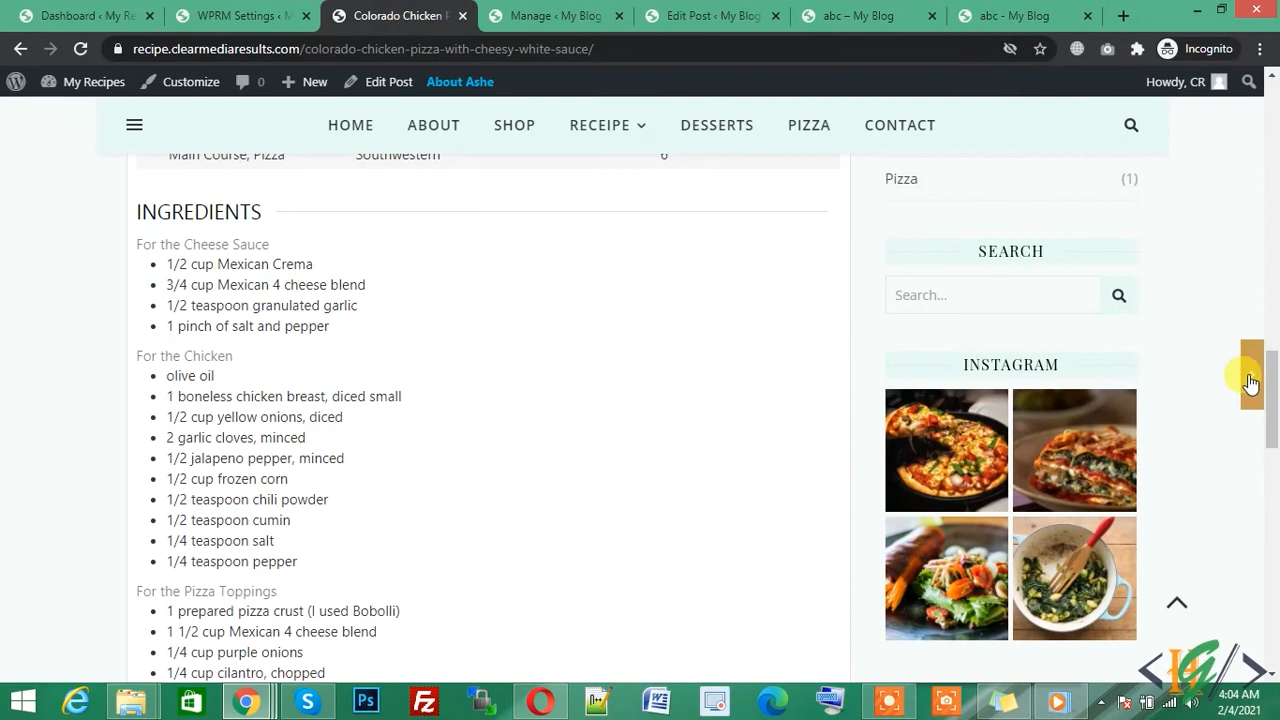 Dashboard ‹ My Re
WPRM Settings ‹ M
Colorado Chicken F
Manage ‹ My Blog
Edit Post ‹ My Blog
abc – My Blog
abc - My Blog
recipe.clearmediaresults.com/colorado-chicken-pizza-with-cheesy-white-sauce/
Incognito
My Recipes
Customize
0
New
Edit Post
About Ashe
Howdy, CR
HOME
ABOUT
SHOP
RECEIPE
DESSERTS
PIZZA
CONTACT
Main Course, Pizza
Southwestern
6
INGREDIENTS
For the Cheese Sauce
1/2 cup Mexican Crema
3/4 cup Mexican 4 cheese blend
1/2 teaspoon granulated garlic
1 pinch of salt and pepper
For the Chicken
olive oil
1 boneless chicken breast, diced small
1/2 cup yellow onions, diced
2 garlic cloves, minced
1/2 jalapeno pepper, minced
1/2 cup frozen corn
1/2 teaspoon chili powder
1/2 teaspoon cumin
1/4 teaspoon salt
1/4 teaspoon pepper
For the Pizza Toppings
1 prepared pizza crust (I used Bobolli)
1 1/2 cup Mexican 4 cheese blend
1/4 cup purple onions
1/4 cup cilantro, chopped
Pizza
(1)
SEARCH
Search...
INSTAGRAM
4:04 AM
2/4/2021